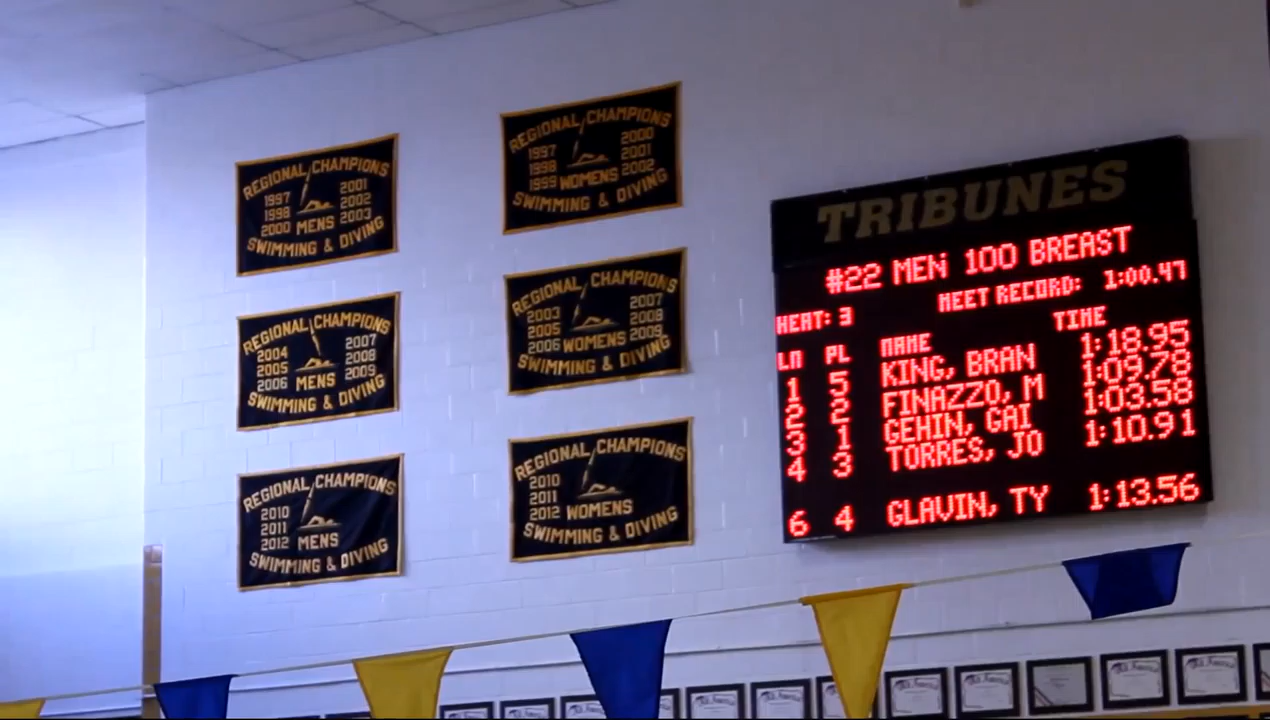 REGIONAL CHAMPIONS
1997 2001
1998 2002
2000 MENS 2003
SWIMMING & DIVING
REGIONAL CHAMPIONS
1997 2000
1998 2001
1999 WOMENS 2002
SWIMMING & DIVING
REGIONAL CHAMPIONS
2004 2007
2005 2008
2006 MENS 2009
SWIMMING & DIVING
REGIONAL CHAMPIONS
2003 2007
2005 2008
2006 WOMENS 2009
SWIMMING & DIVING
REGIONAL CHAMPIONS
2010
2011
2012 MENS
SWIMMING & DIVING
REGIONAL CHAMPIONS
2010
2011
2012 WOMENS
SWIMMING & DIVING
TRIBUNES
#22 MEN 100 BREAST
MEET RECORD: 1:00.47
HEAT: 3
LN PL NAME TIME
1 5 KING, BRAN 1:18.95
2 2 FINAZZO, M 1:09.78
3 1 GEHIN, GAI 1:03.58
4 3 TORRES, JO 1:10.91
6 4 GLAVIN, TY 1:13.56